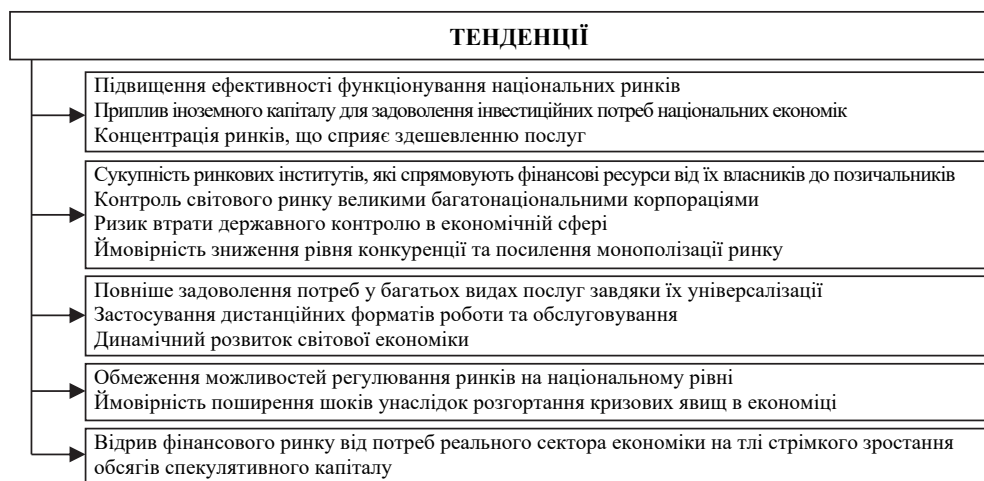 ТЕНДЕНЦІЇ
Підвищення ефективності функціонування національних ринків
Приплив іноземного капіталу для задоволення інвестиційних потреб національних економік
Концентрація ринків, що сприяє здешевленню послуг
Сукупність ринкових інститутів, які спрямовують фінансові ресурси від їх власників до позичальників
Контроль світового ринку великими багатонаціональними корпораціями
Ризик втрати державного контролю в економічній сфері
Ймовірність зниження рівня конкуренції та посилення монополізації ринку
Повніше задоволення потреб у багатьох видах послуг завдяки їх універсалізації
Застосування дистанційних форматів роботи та обслуговування
Динамічний розвиток світової економіки
Обмеження можливостей регулювання ринків на національному рівні
Ймовірність поширення шоків унаслідок розгортання кризових явищ в економіці
Відрив фінансового ринку від потреб реального сектора економіки на тлі стрімкого зростання
обсягів спекулятивного капіталу